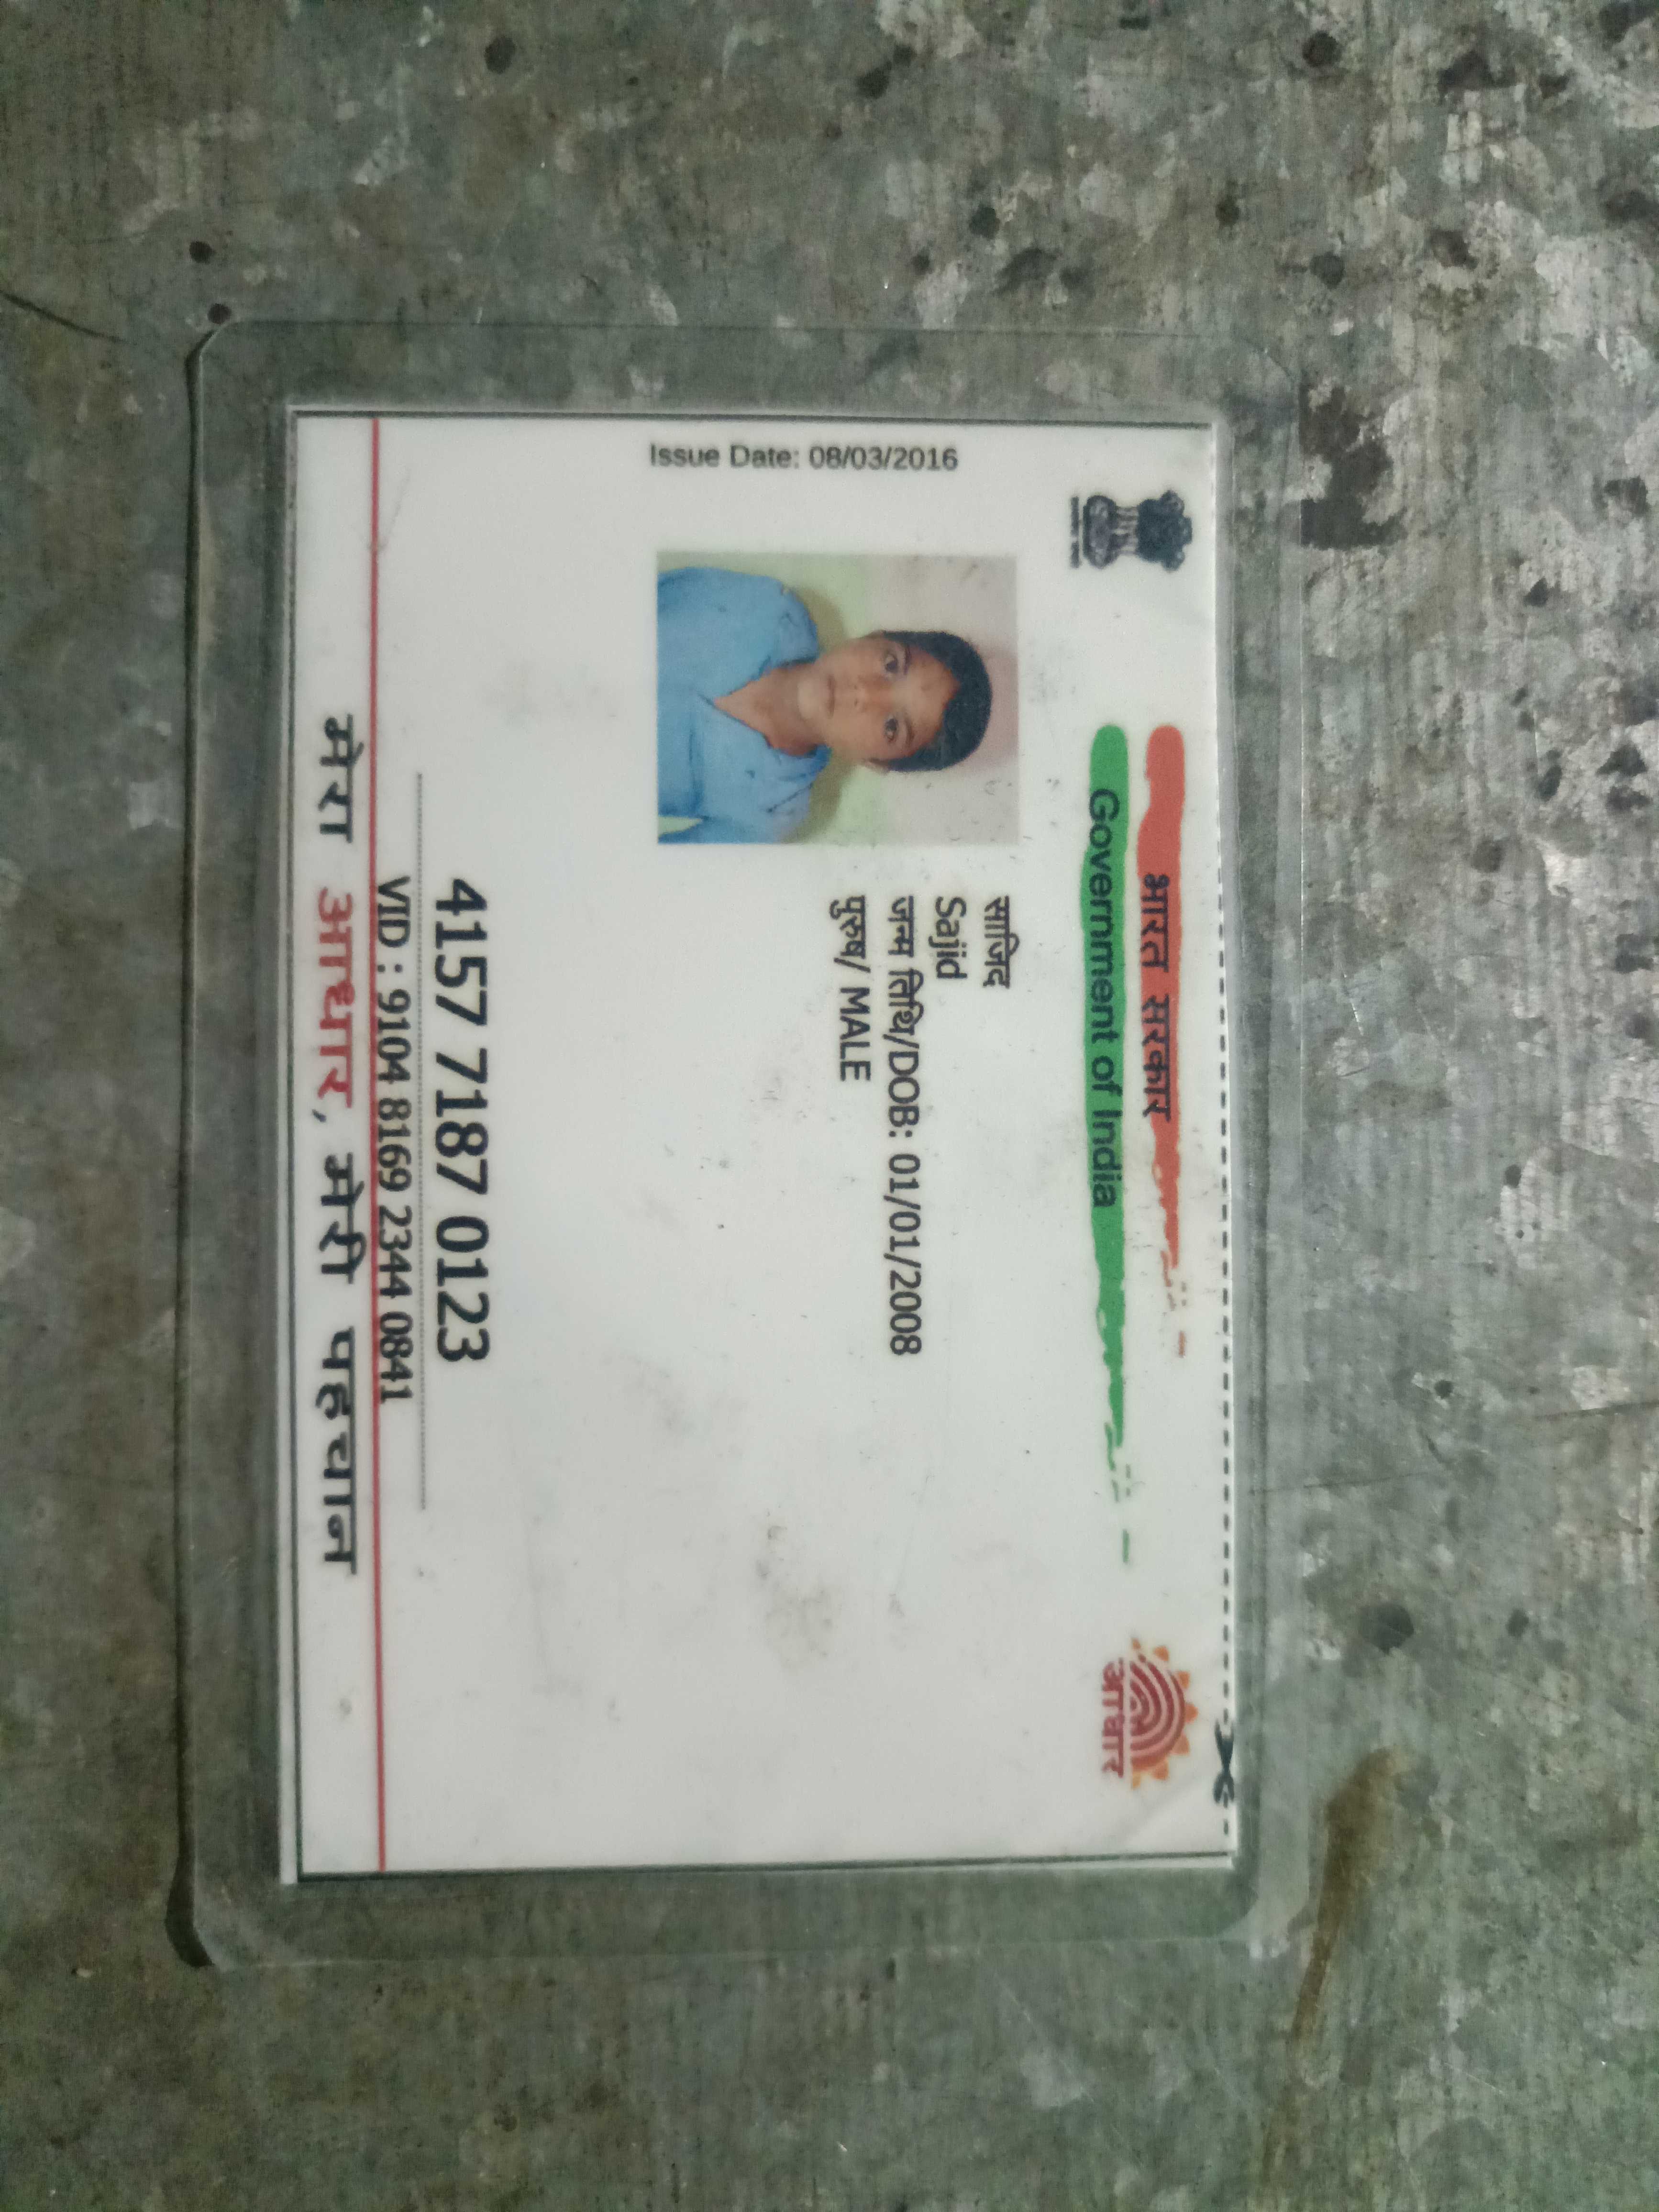 भारत सरकार
Government of India
आधार
Issue Date: 08/03/2016
साजिद
Sajid
जन्म तिथि/DOB: 01/01/2008
पुरुष/ MALE
4157 7187 0123
VID : 9104 8169 2344 0841
मेरा आधार, मेरी पहचान